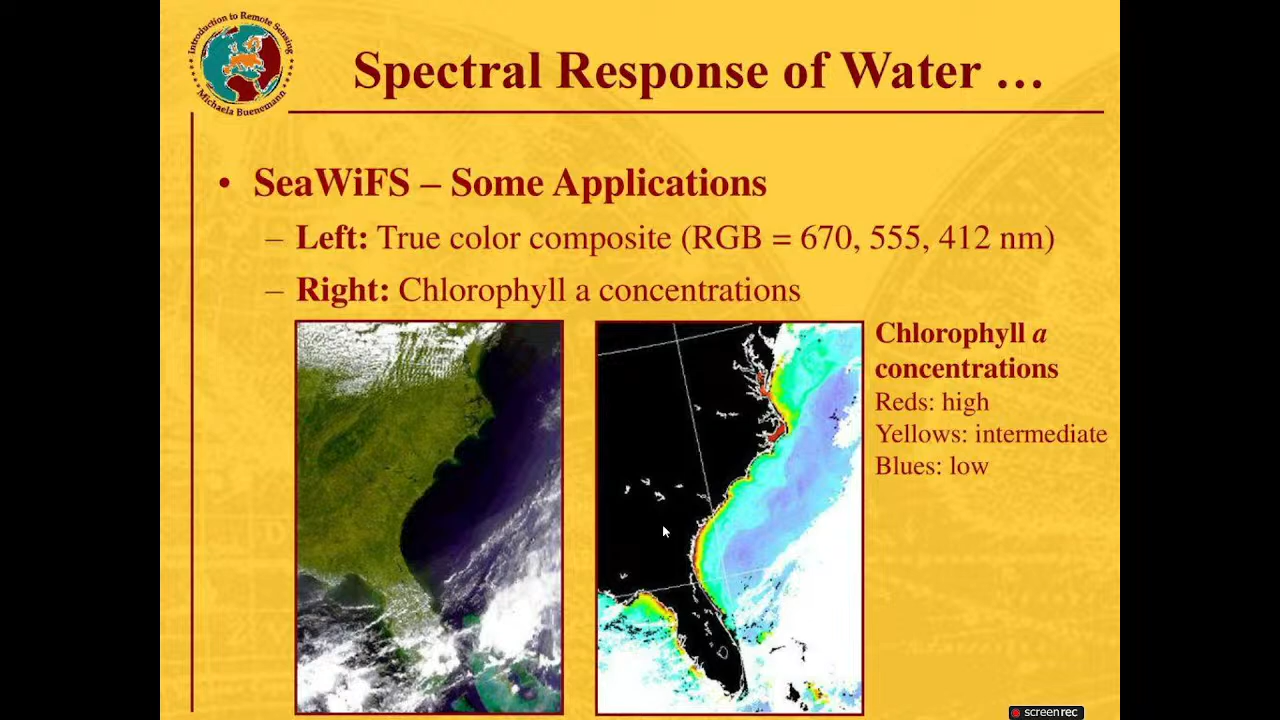 Introduction to Remote Sensing
Michaela Buenemann
Spectral Response of Water …
• SeaWiFS – Some Applications
– Left: True color composite (RGB = 670, 555, 412 nm)
– Right: Chlorophyll a concentrations
Chlorophyll a
concentrations
Reds: high
Yellows: intermediate
Blues: low
screenrec